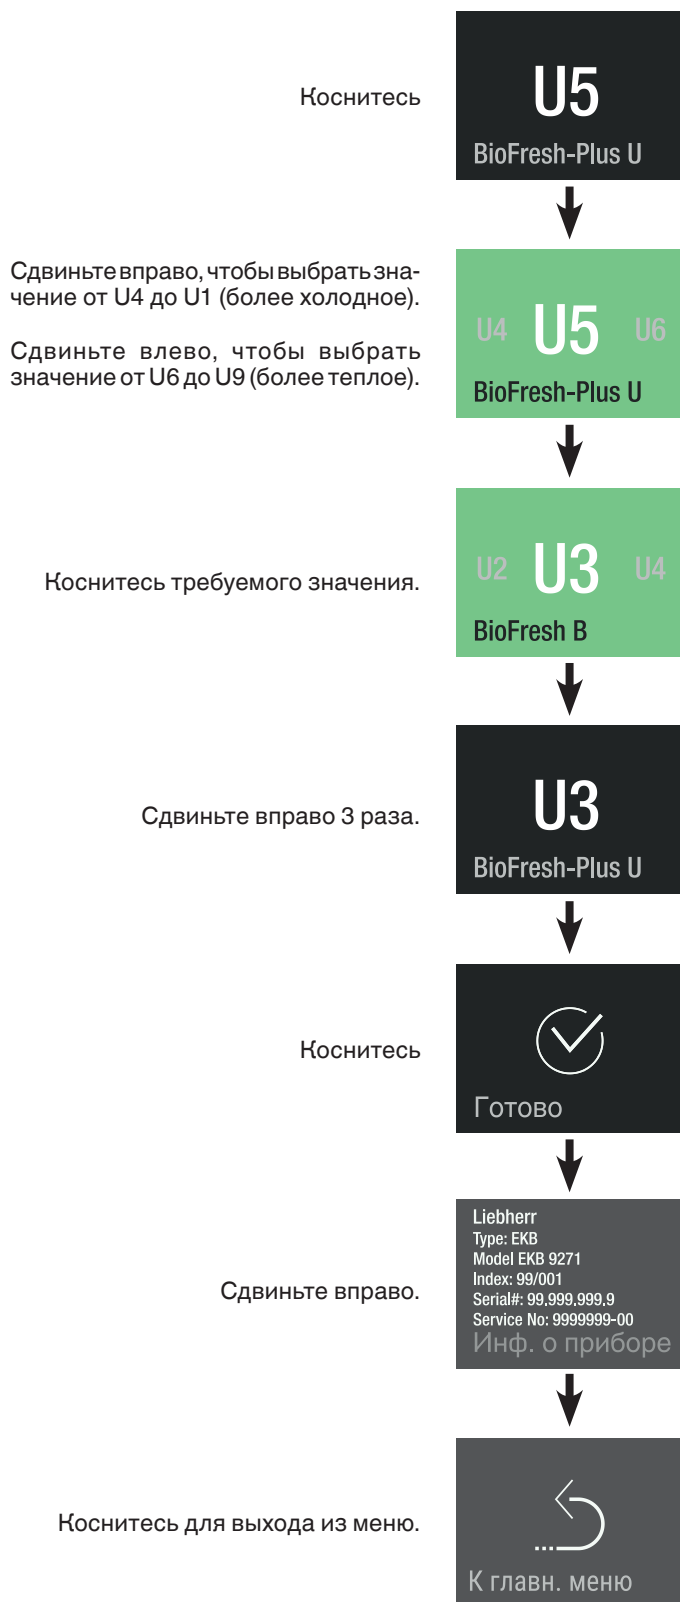 Коснитесь
U5
BioFresh-Plus U
Сдвиньте вправо, чтобы выбрать зна-
чение от U4 до U1 (более холодное).
Сдвиньте влево, чтобы выбрать
значение от U6 до U9 (более теплое).
U4 U5 U6
BioFresh-Plus U
Коснитесь требуемого значения.
U2 U3 U4
BioFresh B
Сдвиньте вправо 3 раза.
U3
BioFresh-Plus U
Коснитесь
Готово
Сдвиньте вправо.
Liebherr
Type: EKB
Model EKB 9271
Index: 99/001
Serial#: 99,999,999,9
Service No: 9999999-00
Инф. о приборе
Коснитесь для выхода из меню.
К главн. меню